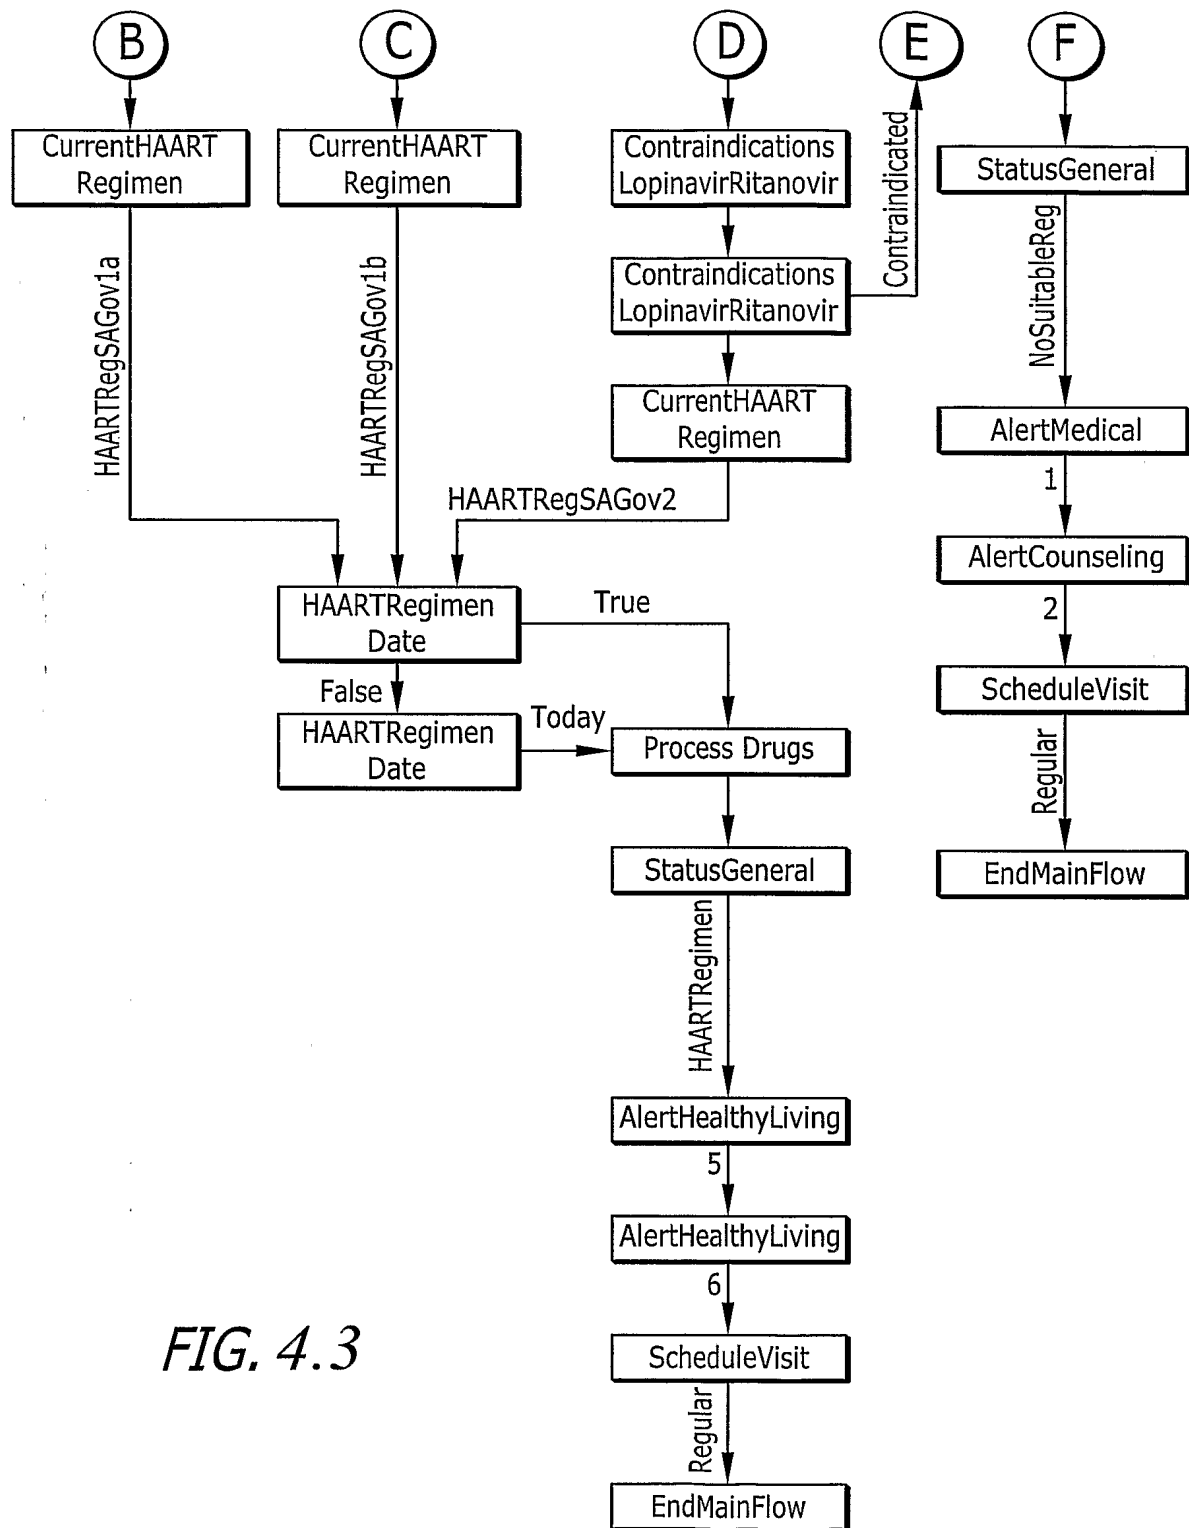 B
C
D
E
F
CurrentHAART
Regimen
CurrentHAART
Regimen
Contraindications
LopinavirRitanovir
Contraindicated
StatusGeneral
HAARTRegSAGov1a
HAARTRegSAGov1b
Contraindications
LopinavirRitanovir
NoSuitableReg
CurrentHAART
Regimen
AlertMedical
1
HAARTRegSAGov2
AlertCounseling
2
HAARTRegimen
Date
True
False
ScheduleVisit
HAARTRegimen
Date
Today
Process Drugs
Regular
StatusGeneral
EndMainFlow
HAARTRegimen
AlertHealthyLiving
5
AlertHealthyLiving
6
ScheduleVisit
Regular
EndMainFlow
FIG. 4.3